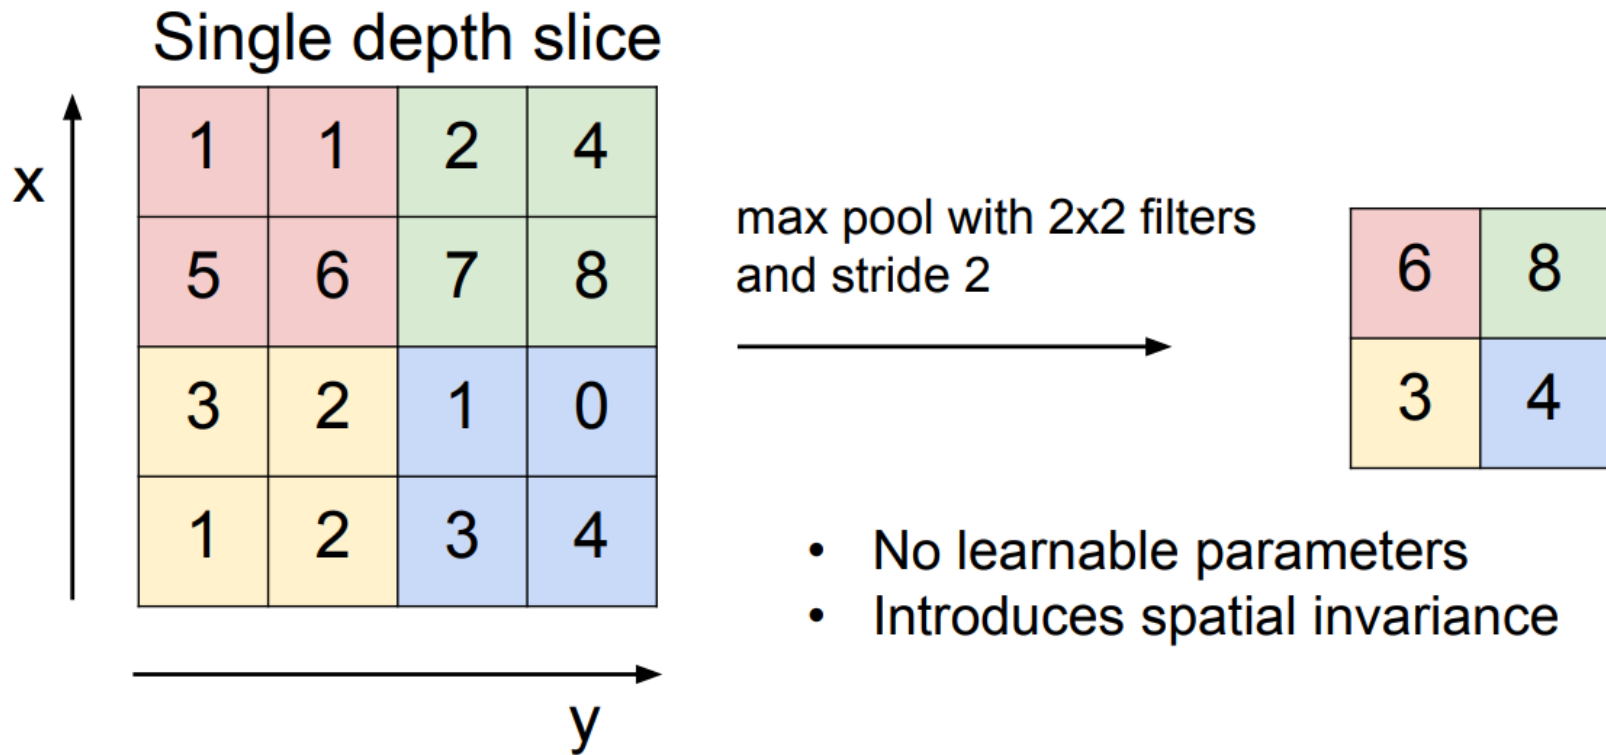 Single depth slice
x
1 1 2 4
5 6 7 8
3 2 1 0
1 2 3 4
y
max pool with 2x2 filters
and stride 2
6 8
3 4
• No learnable parameters
• Introduces spatial invariance